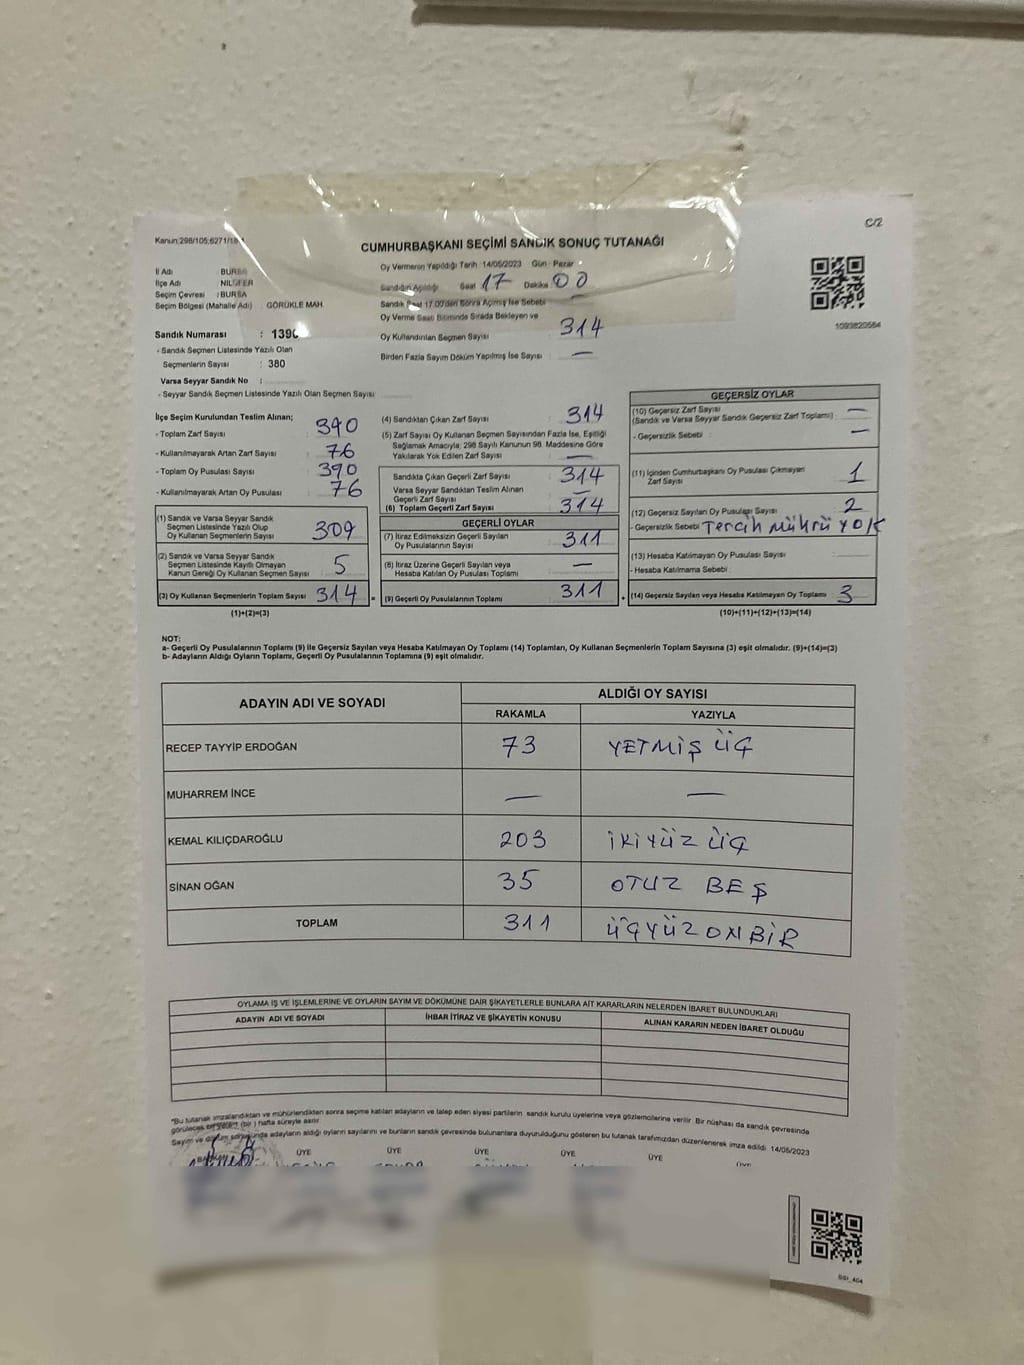 C/2
Kanun:298/105;6271/18
CUMHURBAŞKANI SEÇİMİ SANDIK SONUÇ TUTANAĞI
İl Adı : BURSA
İlçe Adı : NİLÜFER
Seçim Çevresi : BURSA
Seçim Bölgesi (Mahalle Adı) : GÖRÜKLE MAH.
Oy Vermenin Yapıldığı Tarih :14/05/2023 Gün : Pazar
Sandığın Açıldığı Saat 17 Dakika 00
Sandık Saat 17.00'den Sonra Açılmış İse Sebebi —
Oy Verme Saati Bitiminde Sırada Bekleyen ve
Oy Kullandırılan Seçmen Sayısı 314
Birden Fazla Sayım Döküm Yapılmış İse Sayısı : —
1093820584
Sandık Numarası : 1390
- Sandık Seçmen Listesinde Yazılı Olan
Seçmenlerin Sayısı : 380
Varsa Seyyar Sandık No :
- Seyyar Sandık Seçmen Listesinde Yazılı Olan Seçmen Sayısı :
İlçe Seçim Kurulundan Teslim Alınan;
- Toplam Zarf Sayısı : 390
- Kullanılmayarak Artan Zarf Sayısı : 76
- Toplam Oy Pusulası Sayısı : 390
- Kullanılmayarak Artan Oy Pusulası : 76
(1) Sandık ve Varsa Seyyar Sandık
Seçmen Listesinde Yazılı Olup
Oy Kullanan Seçmenlerin Sayısı 309
(2) Sandık ve Varsa Seyyar Sandık
Seçmen Listesinde Kayıtlı Olmayan
Kanun Gereği Oy Kullanan Seçmen Sayısı 5
(3) Oy Kullanan Seçmenlerin Toplam Sayısı 314 =
(1)+(2)=(3)
(4) Sandıktan Çıkan Zarf Sayısı 314
(5) Zarf Sayısı Oy Kullanan Seçmen Sayısından Fazla İse, Eşitliği
Sağlamak Amacıyla; 298 Sayılı Kanunun 98. Maddesine Göre
Yakılarak Yok Edilen Zarf Sayısı : —
Sandıkta Çıkan Geçerli Zarf Sayısı 314
Varsa Seyyar Sandıktan Teslim Alınan
Geçerli Zarf Sayısı —
(6) Toplam Geçerli Zarf Sayısı 314
GEÇERLİ OYLAR
(7) İtiraz Edilmeksizin Geçerli Sayılan
Oy Pusulalarının Sayısı 311
(8) İtiraz Üzerine Geçerli Sayılan veya
Hesaba Katılan Oy Pusulası Toplamı —
(9) Geçerli Oy Pusulalarının Toplamı 311 +
GEÇERSİZ OYLAR
(10) Geçersiz Zarf Sayısı —
(Sandık ve Varsa Seyyar Sandık Geçersiz Zarf Toplamı) :
- Geçersizlik Sebebi : —
(11) İçinden Cumhurbaşkanı Oy Pusulası Çıkmayan
Zarf Sayısı 1
(12) Geçersiz Sayılan Oy Pusulası Sayısı 2
- Geçersizlik Sebebi : Tercih mührü YOK
(13) Hesaba Katılmayan Oy Pusulası Sayısı
- Hesaba Katılmama Sebebi :
(14) Geçersiz Sayılan veya Hesaba Katılmayan Oy Toplamı 3
(10)+(11)+(12)+(13)=(14)
NOT:
a- Geçerli Oy Pusulalarının Toplamı (9) ile Geçersiz Sayılan veya Hesaba Katılmayan Oy Toplamı (14) Toplamları, Oy Kullanan Seçmenlerin Toplam Sayısına (3) eşit olmalıdır. (9)+(14)=(3)
b- Adayların Aldığı Oyların Toplamı, Geçerli Oy Pusulalarının Toplamına (9) eşit olmalıdır.
ADAYIN ADI VE SOYADI ALDIĞI OY SAYISI
RAKAMLA YAZIYLA
RECEP TAYYİP ERDOĞAN 73 YETMİŞ ÜÇ
MUHARREM İNCE — —
KEMAL KILIÇDAROĞLU 203 İKİYÜZ ÜÇ
SİNAN OĞAN 35 OTUZ BEŞ
TOPLAM 311 ÜÇYÜZONBİR
OYLAMA İŞ VE İŞLEMLERİNE VE OYLARIN SAYIM VE DÖKÜMÜNE DAİR ŞİKAYETLERLE BUNLARA AİT KARARLARIN NELERDEN İBARET BULUNDUKLARI
ADAYIN ADI VE SOYADI İHBAR İTİRAZ VE ŞİKAYETİN KONUSU ALINAN KARARIN NEDEN İBARET OLDUĞU
"Bu tutanak imzalandıktan ve mühürlendikten sonra seçime katılan adayların ve talep eden siyasi partilerin sandık kurulu üyelerine veya gözlemcilerine verilir. Bir nüshası da sandık çevresinde
görülecek bir yere (bir) hafta süreyle asılır.
Sayım ve döküm sonucunda adayların aldığı oyların sayılarını ve bunların sandık çevresinde bulunanlara duyurulduğunu gösteren bu tutanak tarafımızdan düzenlenerek imza edildi. 14/05/2023
BAŞKAN ÜYE ÜYE ÜYE ÜYE ÜYE ÜYE